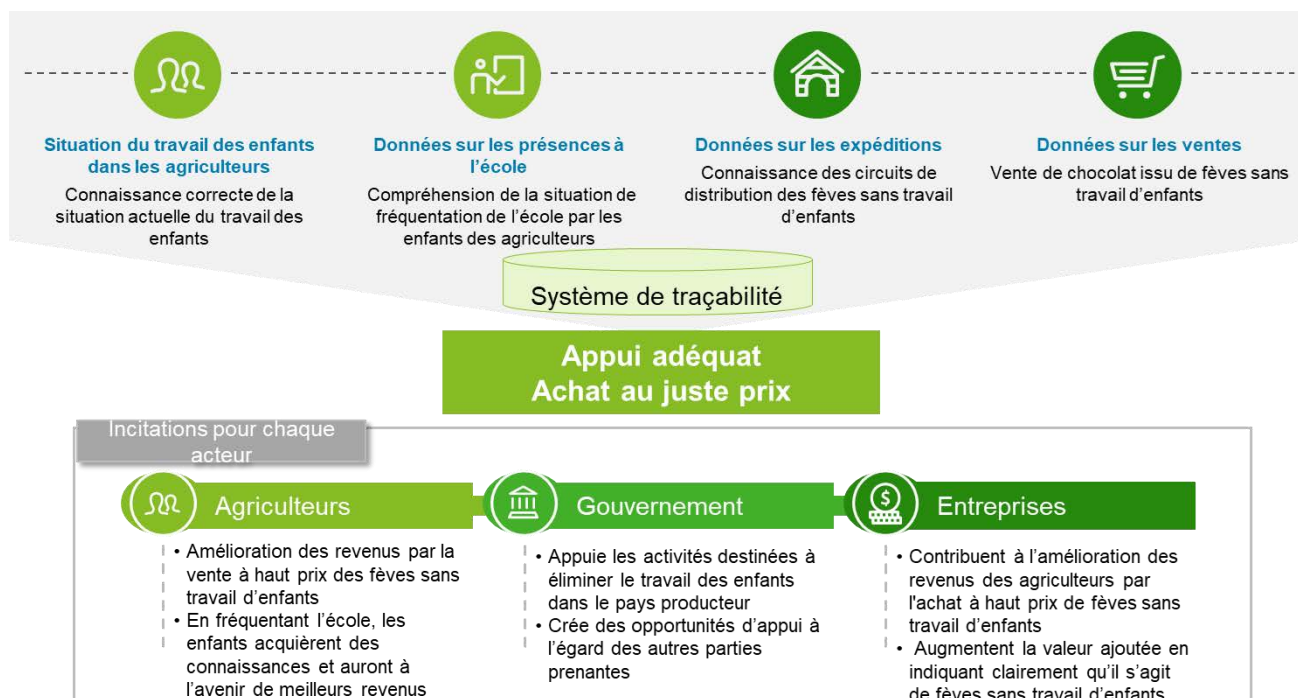 Situation du travail des enfants
dans les agriculteurs
Connaissance correcte de la
situation actuelle du travail des
enfants
Données sur les présences à
l'école
Compréhension de la situation de
fréquentation de l'école par les
enfants des agriculteurs
Données sur les expéditions
Connaissance des circuits de
distribution des fèves sans travail
d'enfants
Données sur les ventes
Vente de chocolat issu de fèves sans
travail d'enfants
Système de traçabilité
Appui adéquat
Achat au juste prix
Incitations pour chaque
acteur
Agriculteurs
• Amélioration des revenus par la
vente à haut prix des fèves sans
travail d'enfants
• En fréquentant l'école, les
enfants acquièrent des
connaissances et auront à
l'avenir de meilleurs revenus
Gouvernement
• Appuie les activités destinées à
éliminer le travail des enfants
dans le pays producteur
• Crée des opportunités d'appui à
l'égard des autres parties
prenantes
$
Entreprises
• Contribuent à l'amélioration des
revenus des agriculteurs par
l'achat à haut prix de fèves sans
travail d'enfants
• Augmentent la valeur ajoutée en
indiquant clairement qu'il s'agit
de fèves sans travail d'enfants